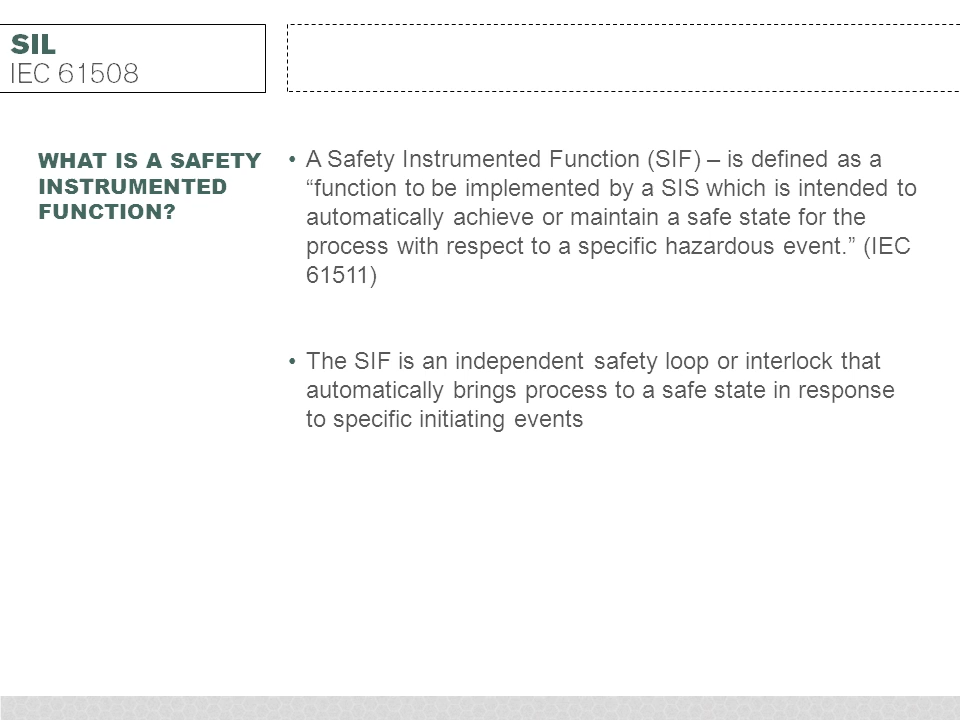 SIL
IEC 61508
WHAT IS A SAFETY
INSTRUMENTED
FUNCTION?
• A Safety Instrumented Function (SIF) – is defined as a
“function to be implemented by a SIS which is intended to
automatically achieve or maintain a safe state for the
process with respect to a specific hazardous event.” (IEC
61511)
• The SIF is an independent safety loop or interlock that
automatically brings process to a safe state in response
to specific initiating events